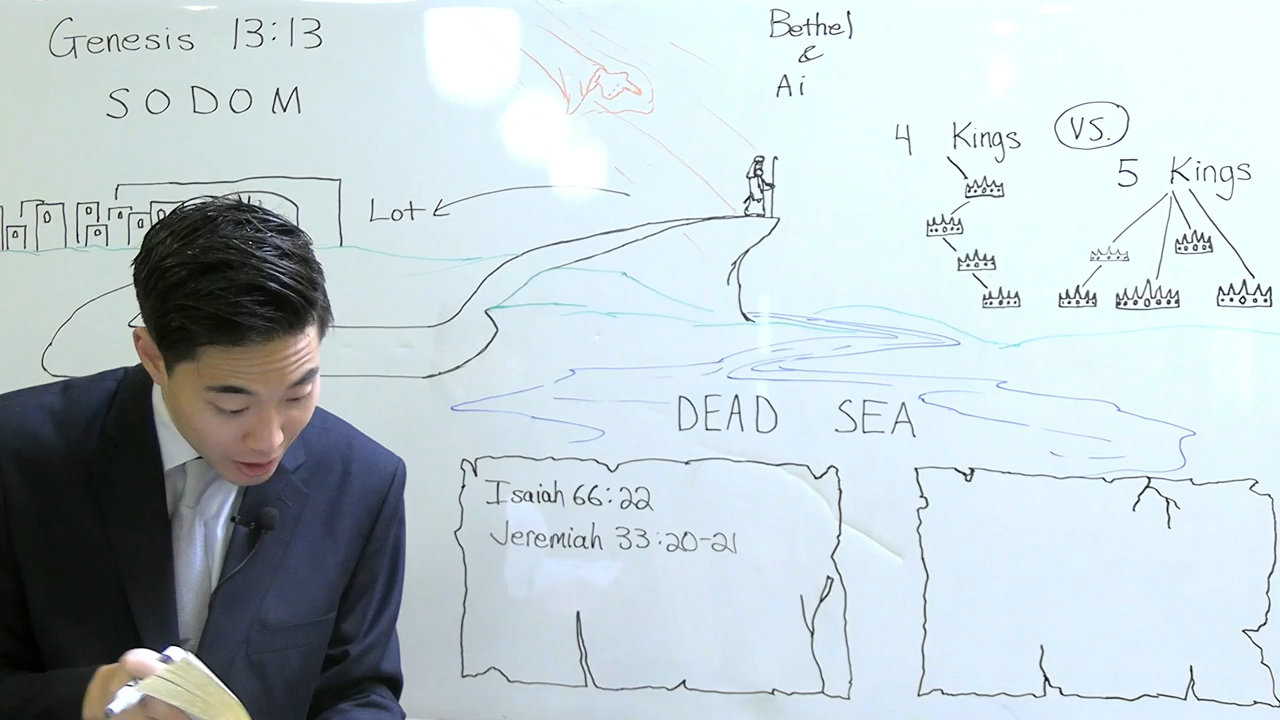 Genesis 13:13
SODOM
Lot
Bethel
&
Ai
4 Kings
VS.
5 Kings
DEAD SEA
Isaiah 66:22
Jeremiah 33:20-21